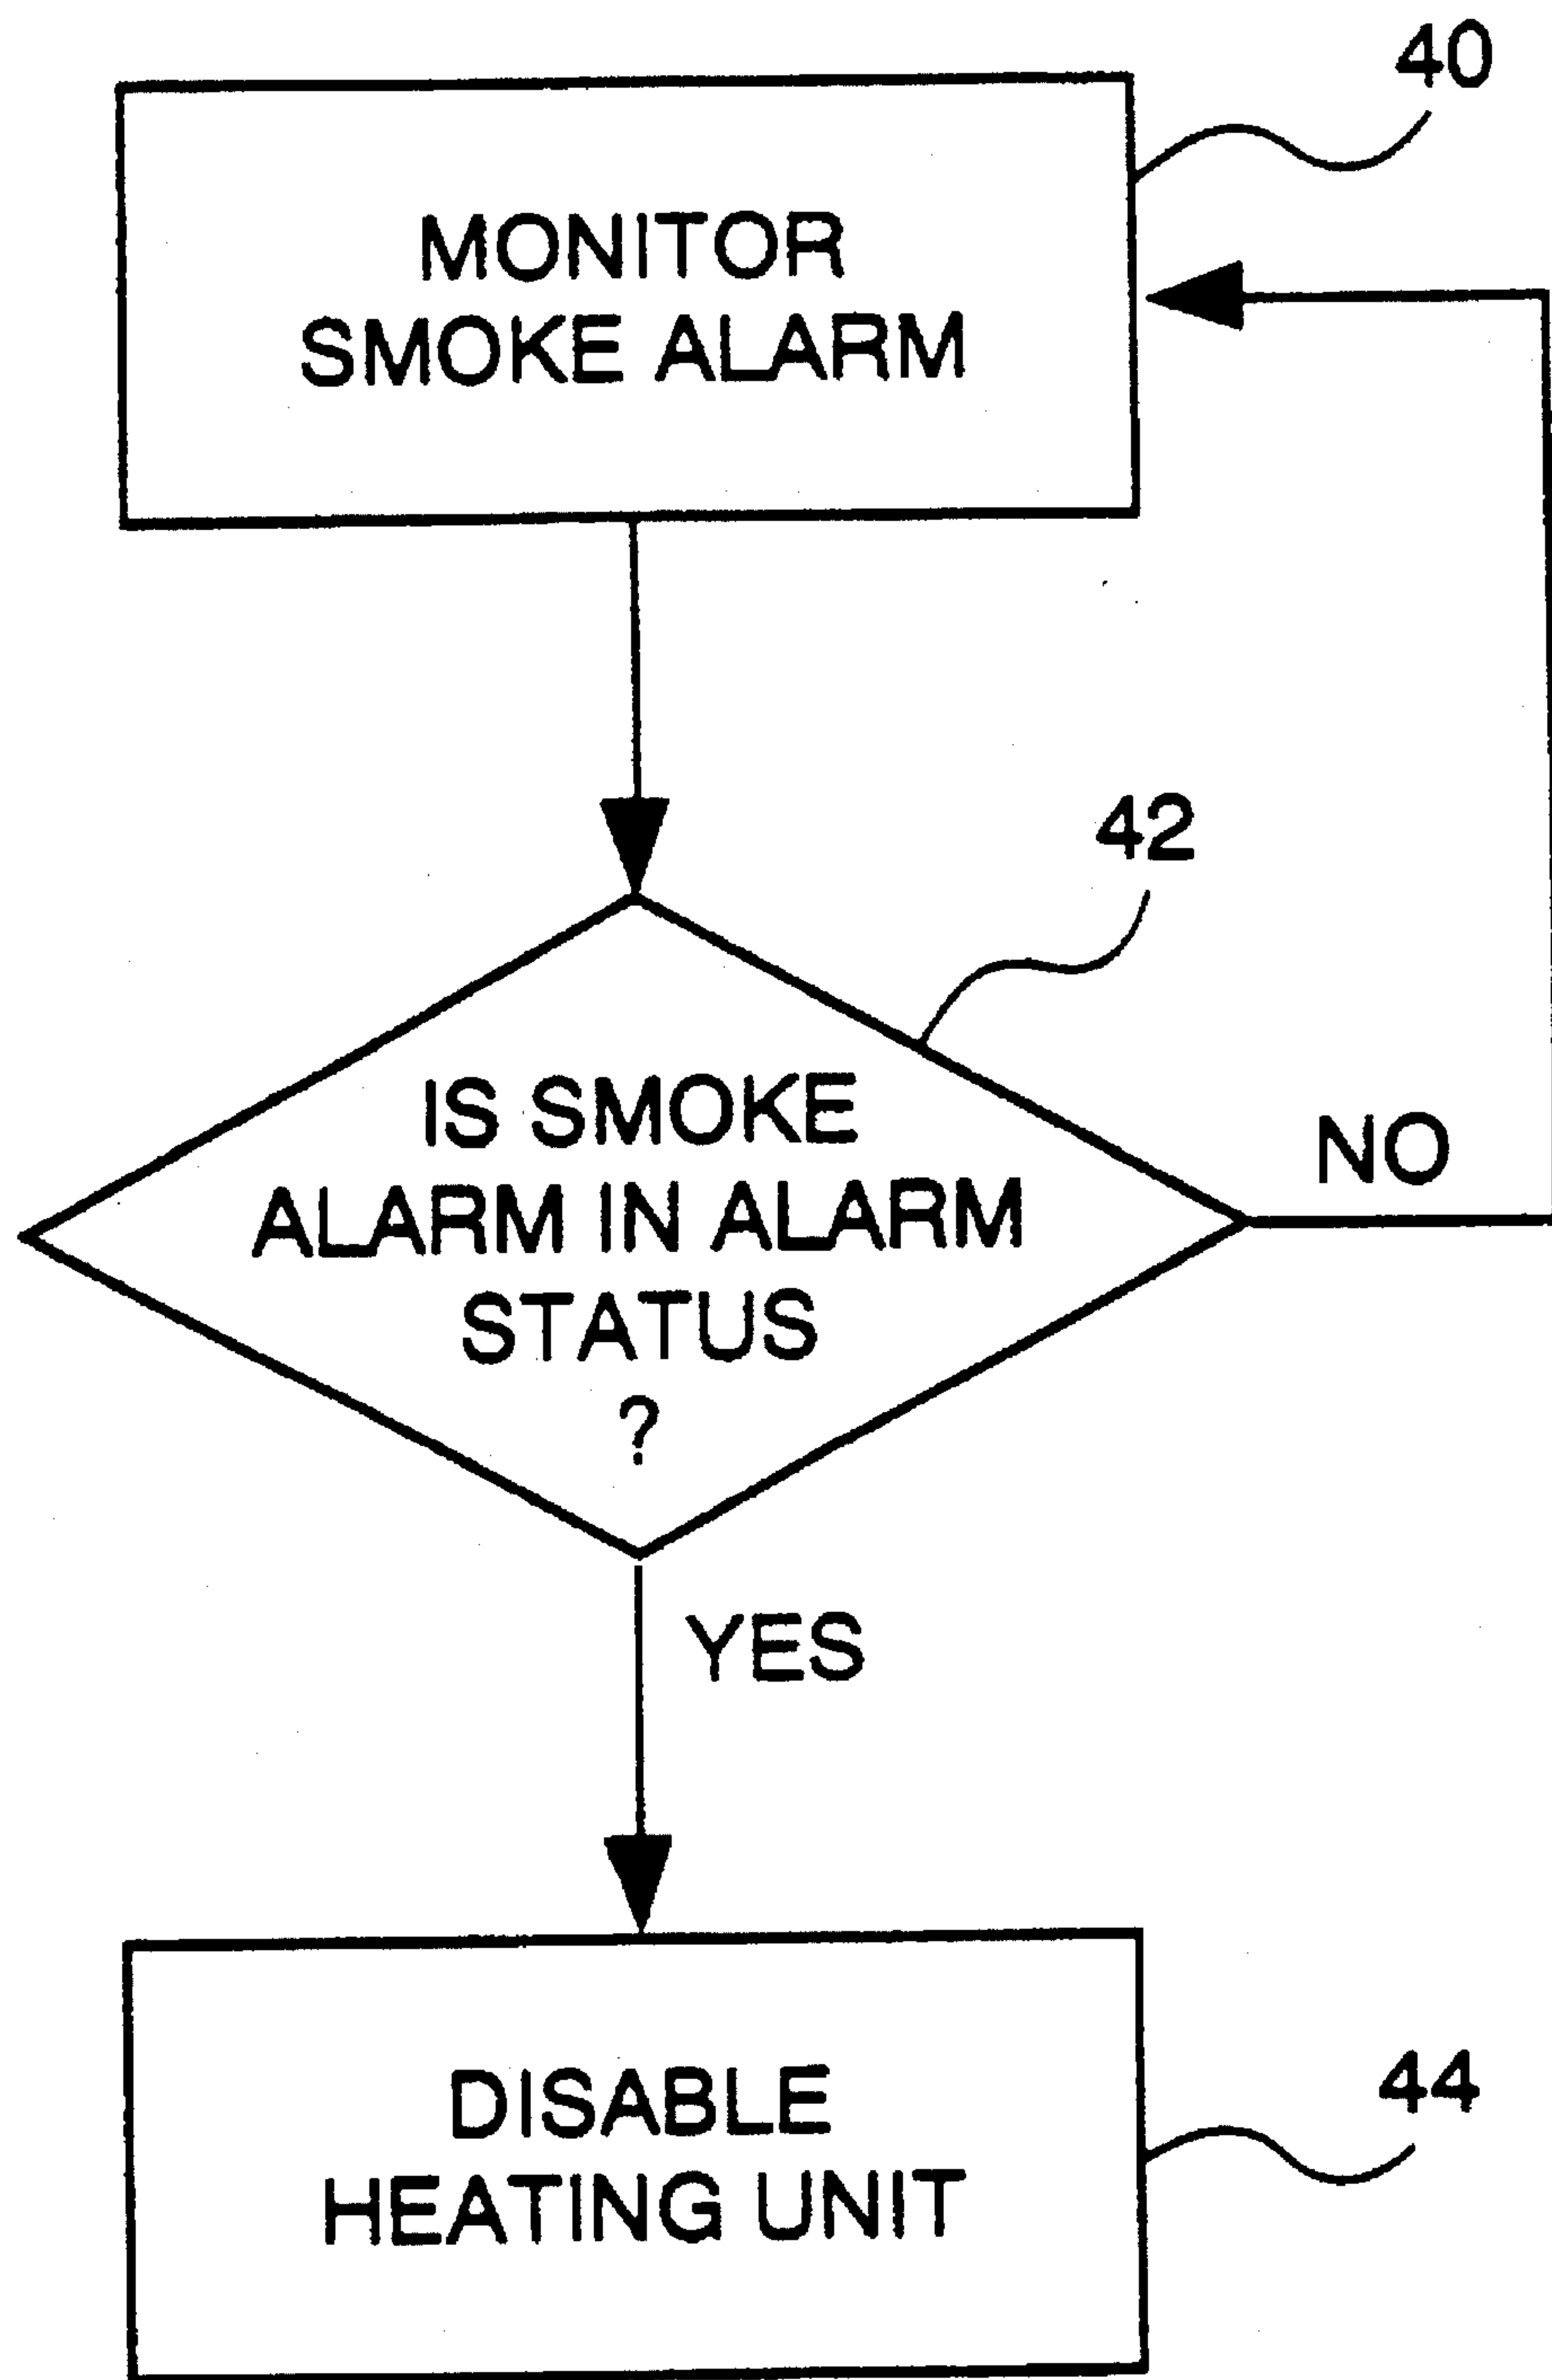 40
MONITOR
SMOKE ALARM
42
IS SMOKE
ALARM IN ALARM
STATUS
?
NO
YES
DISABLE
HEATING UNIT
44